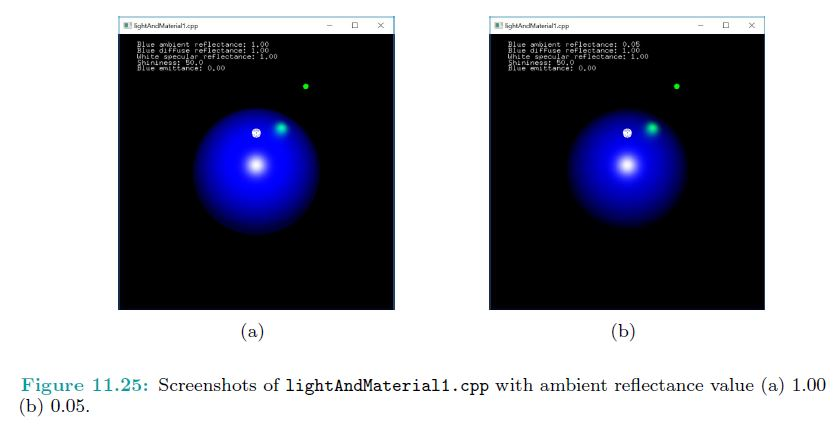 lightAndMaterial1.cpp
Blue ambient reflectance: 1.00
Blue diffuse reflectance: 1.00
White specular reflectance: 1.00
Shininess: 50.0
Blue emittance: 0.00
(a)
lightAndMaterial1.cpp
Blue ambient reflectance: 0.05
Blue diffuse reflectance: 1.00
White specular reflectance: 1.00
Shininess: 50.0
Blue emittance: 0.00
(b)
Figure 11.25: Screenshots of lightAndMaterial1.cpp with ambient reflectance value (a) 1.00
(b) 0.05.